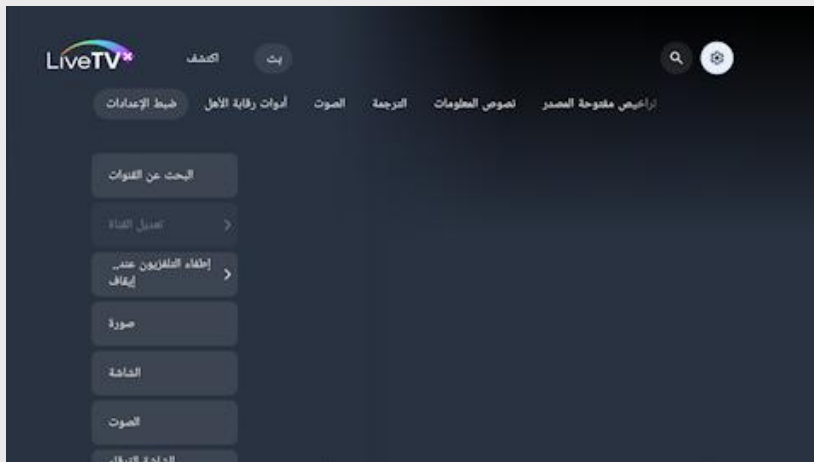 LiveTVx
اكتشف
بث
ضبط الإعدادات
أدوات رقابة الأهل
الصوت
الترجمة
نصوص المعلومات
تراخيص مفتوحة المصدر
البحث عن القنوات
تعديل القناة
إطفاء التلفزيون عند..
إيقاف
صورة
الشاشة
الصوت